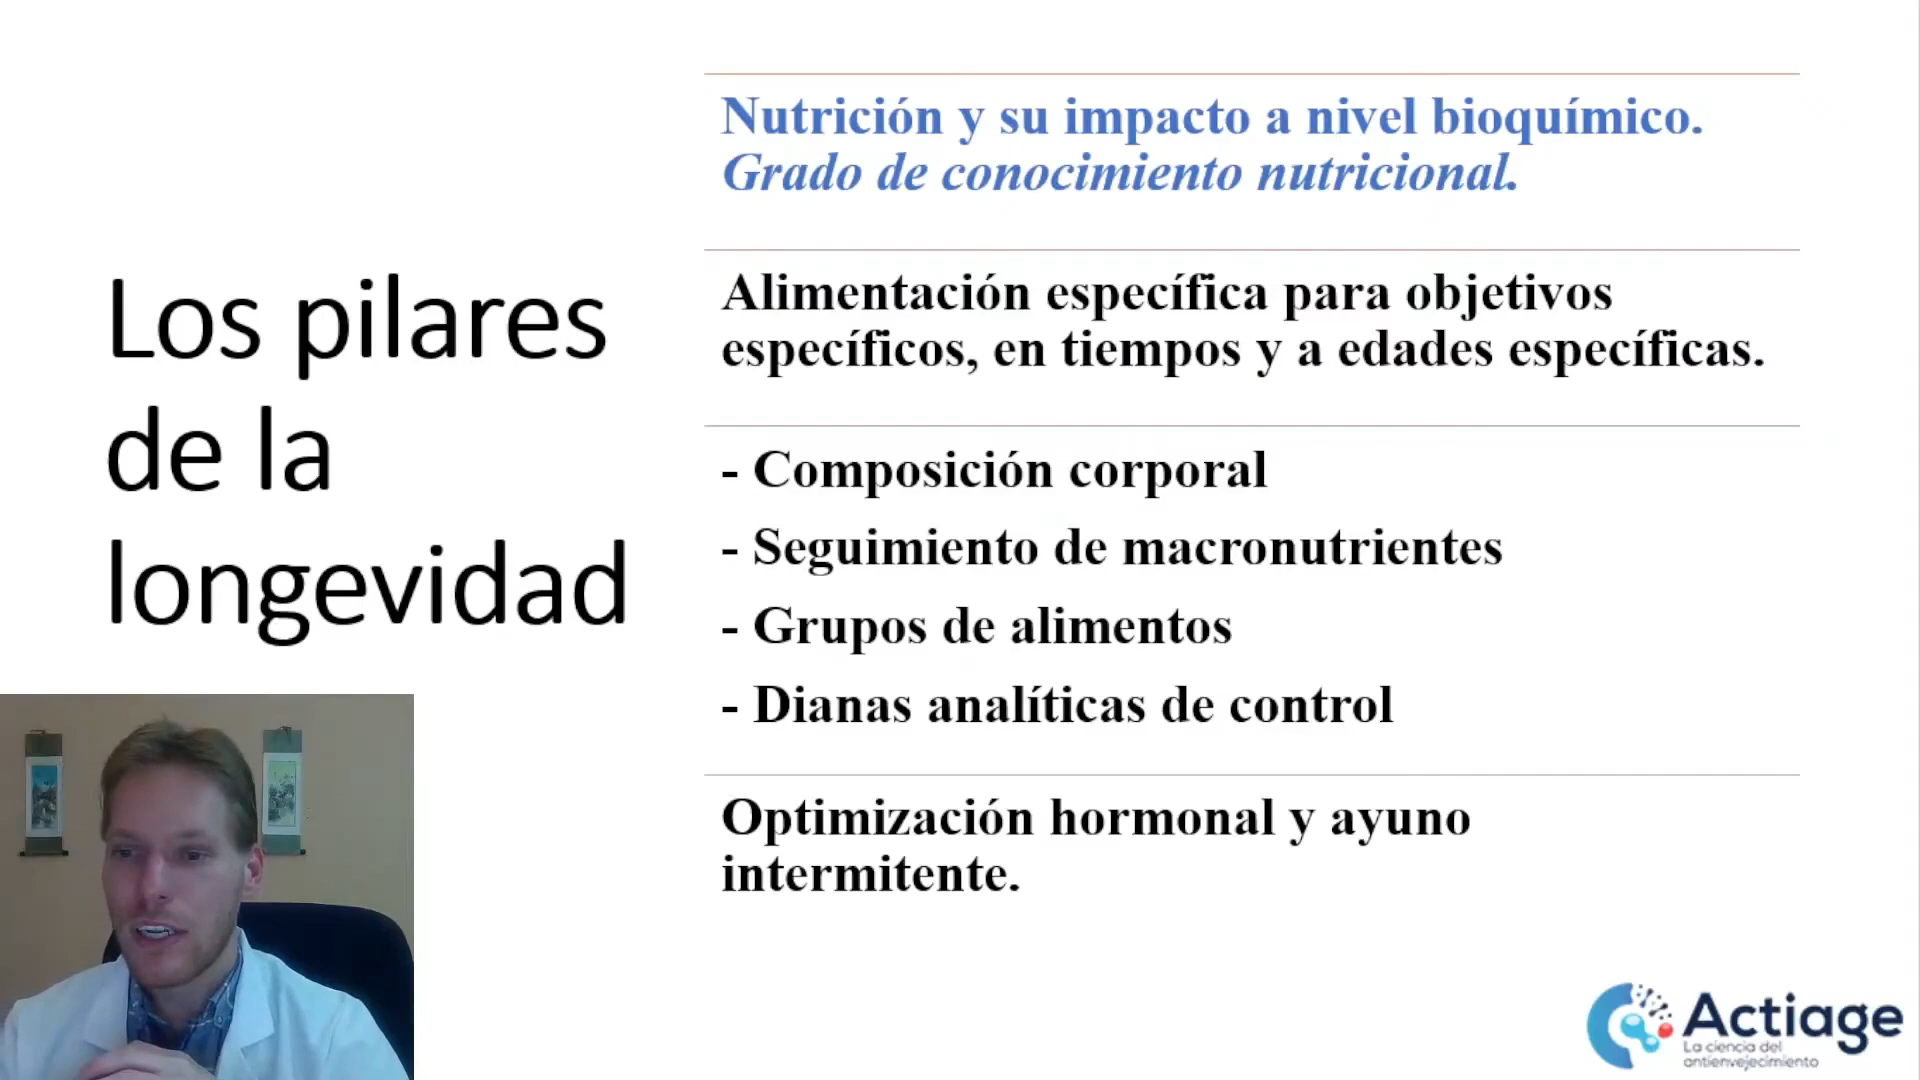 Los pilares
de la
longevidad
Nutrición y su impacto a nivel bioquímico.
Grado de conocimiento nutricional.
Alimentación específica para objetivos
específicos, en tiempos y a edades específicas.
- Composición corporal
- Seguimiento de macronutrientes
- Grupos de alimentos
- Dianas analíticas de control
Optimización hormonal y ayuno
intermitente.
Actiage
La ciencia del
antienvejecimiento